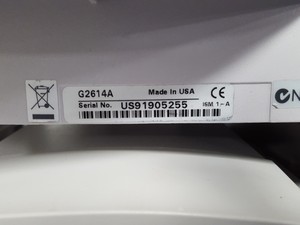 G2614A Made In USA CE
Serial No. US91905255 ISM 1-A
N